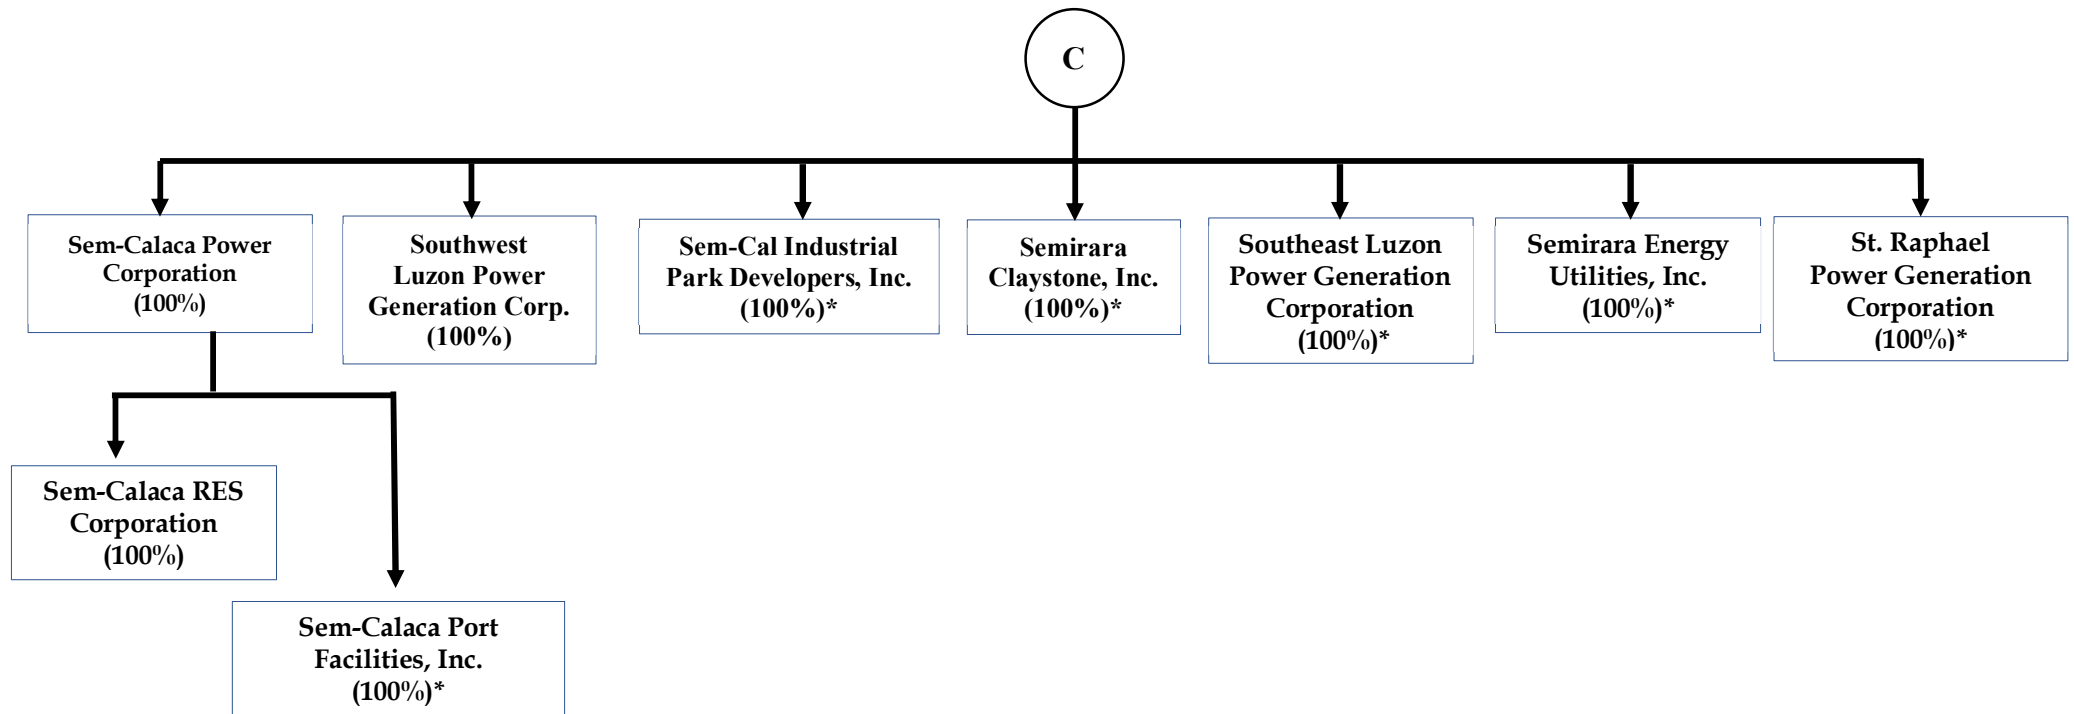 C
Sem-Calaca Power
Corporation
(100%)
Southwest
Luzon Power
Generation Corp.
(100%)
Sem-Cal Industrial
Park Developers, Inc.
(100%)*
Semirara
Claystone, Inc.
(100%)*
Southeast Luzon
Power Generation
Corporation
(100%)*
Semirara Energy
Utilities, Inc.
(100%)*
St. Raphael
Power Generation
Corporation
(100%)*
Sem-Calaca RES
Corporation
(100%)
Sem-Calaca Port
Facilities, Inc.
(100%)*